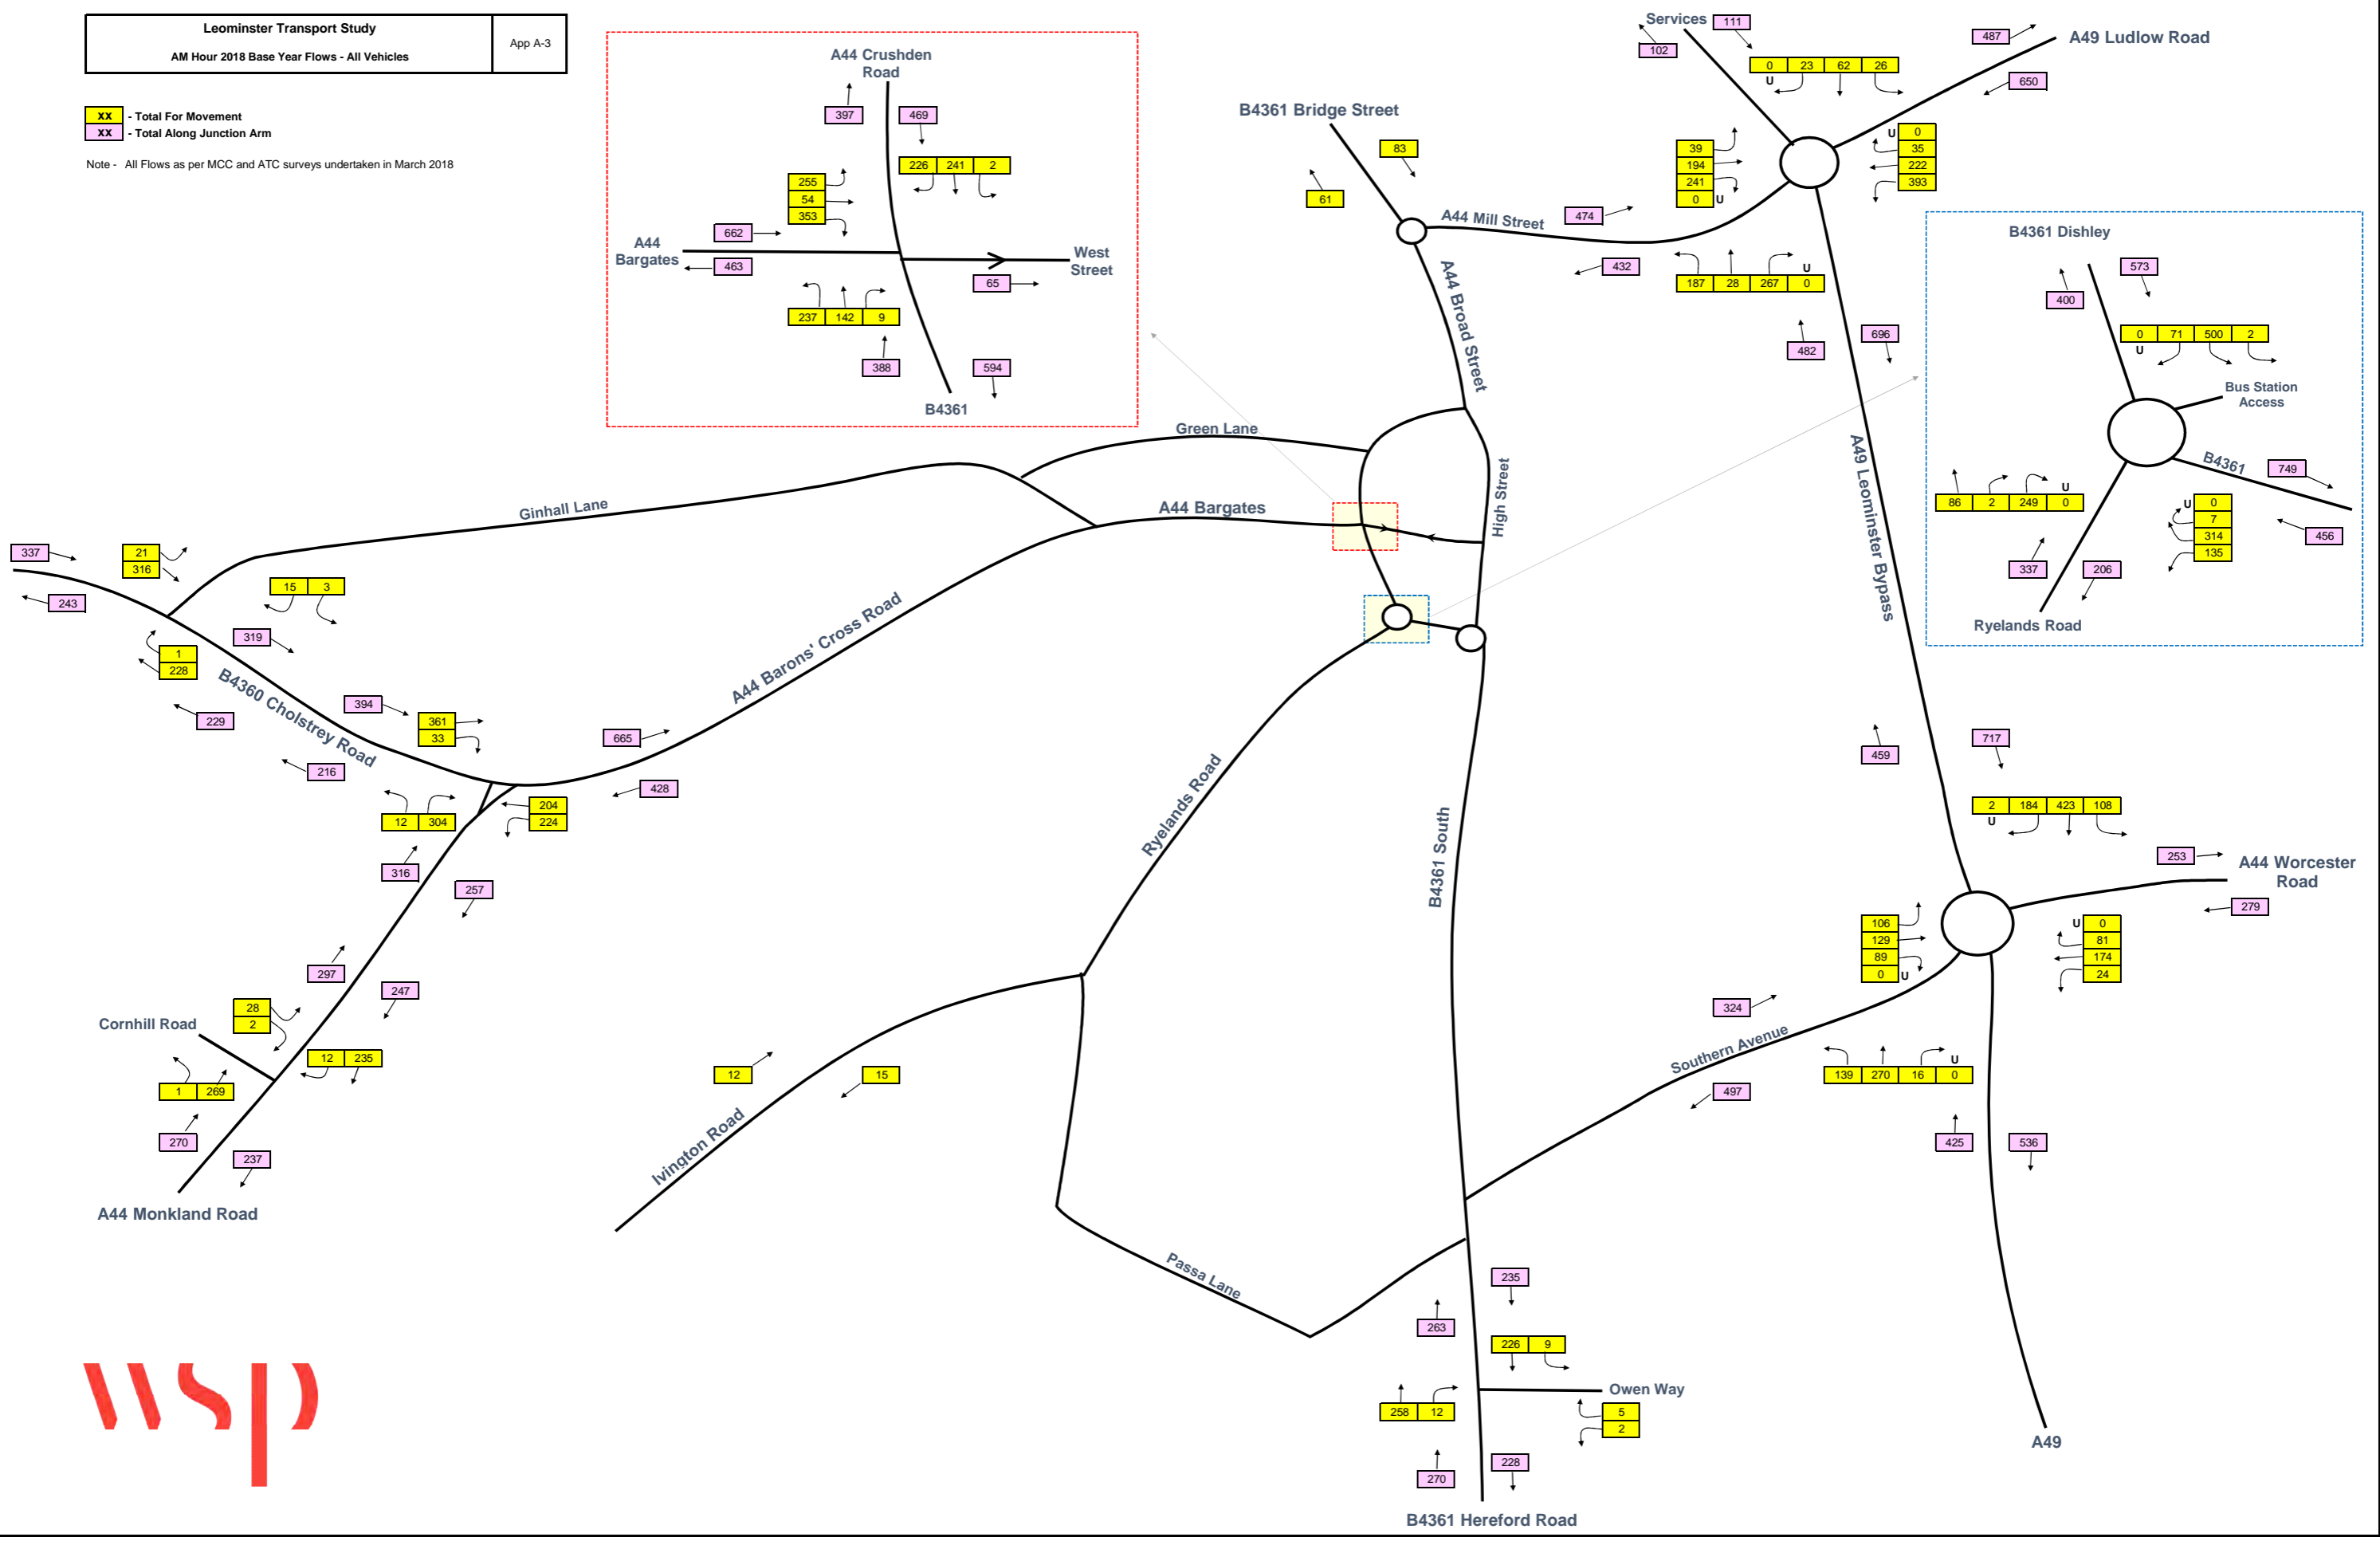 Leominster Transport Study
AM Hour 2018 Base Year Flows - All Vehicles
App A-3
xx - Total For Movement
xx - Total Along Junction Arm
Note - All Flows as per MCC and ATC surveys undertaken in March 2018
A44 Crushden
Road
397
469
226 241 2
255
54
353
662
A44
Bargates
463
West
Street
65
237 142 9
388
594
B4361
Services
111
102
487
A49 Ludlow Road
650
0 23 62 26
U
B4361 Bridge Street
83
61
39
194
241
0 U
U 0
35
222
393
A44 Mill Street
474
432
U
187 28 267 0
482
696
A44 Broad Street
B4361 Dishley
573
400
0 71 500 2
U
Bus Station
Access
B4361
749
U
86 2 249 0
U 0
7
314
135
456
337
206
Ryelands Road
Green Lane
High Street
A49 Leominster Bypass
Ginhall Lane
A44 Bargates
337
21
316
243
15 3
319
1
228
229
B4360 Cholstrey Road
A44 Barons' Cross Road
394
361
33
216
665
428
12 304
204
224
316
257
297
247
Cornhill Road
28
2
12 235
1 269
270
237
A44 Monkland Road
Ryelands Road
B4361 South
12
15
Ivington Road
Passa Lane
459
717
2 184 423 108
U
253
A44 Worcester
Road
279
106
129
89
0 U
U 0
81
174
24
324
Southern Avenue
497
U
139 270 16 0
425
536
A49
235
263
226 9
Owen Way
258 12
5
2
270
228
B4361 Hereford Road
wsp